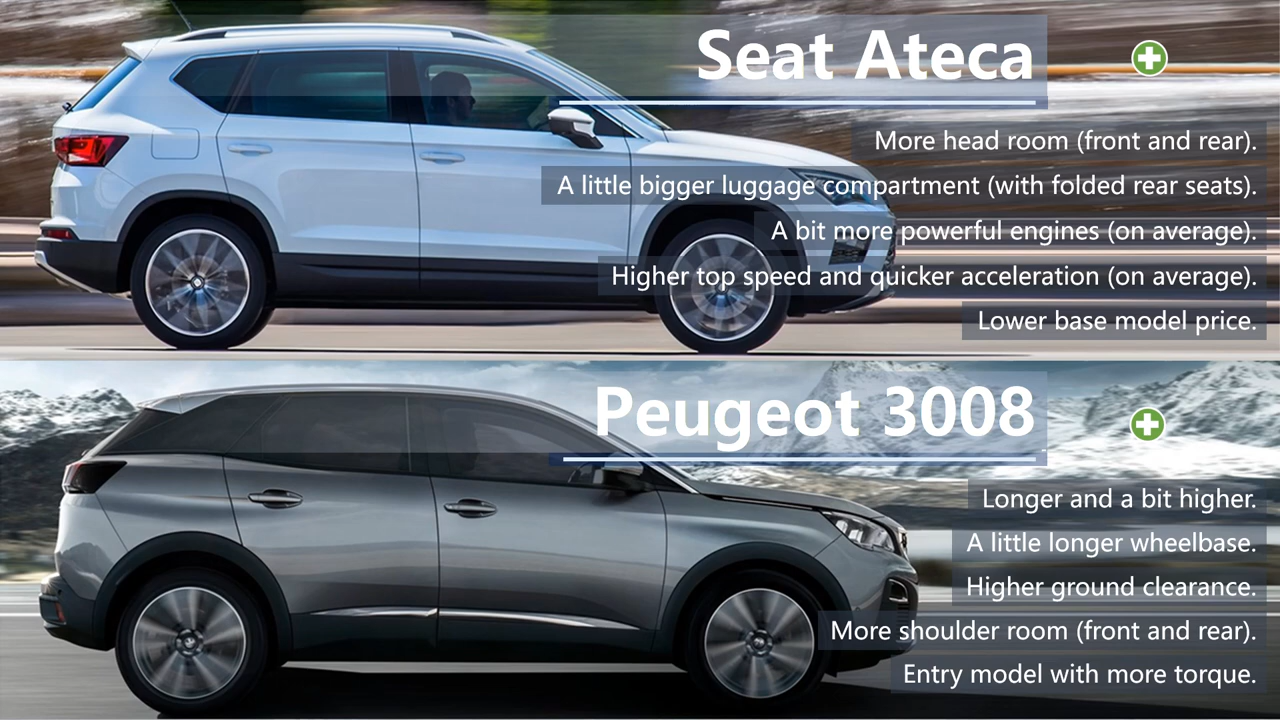 Seat Ateca
More head room (front and rear).
A little bigger luggage compartment (with folded rear seats).
A bit more powerful engines (on average).
Higher top speed and quicker acceleration (on average).
Lower base model price.
Peugeot 3008
Longer and a bit higher.
A little longer wheelbase.
Higher ground clearance.
More shoulder room (front and rear).
Entry model with more torque.